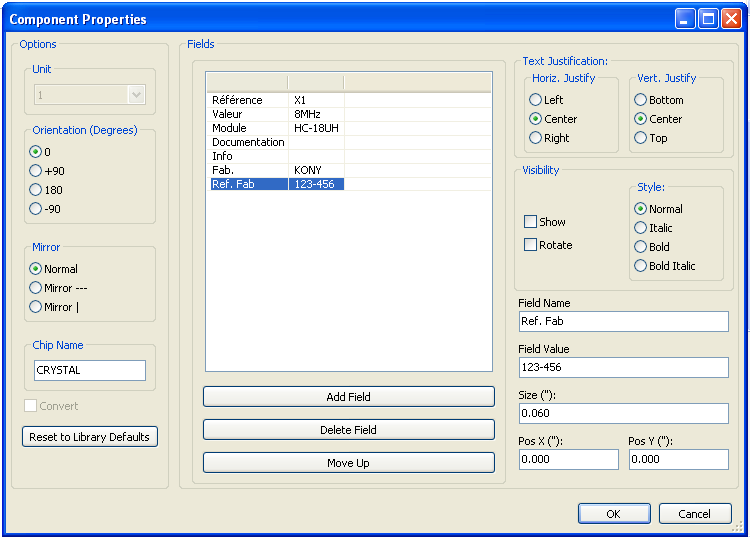 Component Properties
Options
Unit
1
Orientation (Degrees)
0
+90
180
-90
Mirror
Normal
Mirror ---
Mirror |
Chip Name
CRYSTAL
Convert
Reset to Library Defaults
Fields
Référence X1
Valeur 8MHz
Module HC-18UH
Documentation
Info
Fab. KONY
Ref. Fab 123-456
Add Field
Delete Field
Move Up
Text Justification:
Horiz. Justify
Left
Center
Right
Vert. Justify
Bottom
Center
Top
Visibility
Show
Rotate
Style:
Normal
Italic
Bold
Bold Italic
Field Name
Ref. Fab
Field Value
123-456
Size ("):
0.060
Pos X ("): Pos Y ("):
0.000 0.000
OK Cancel